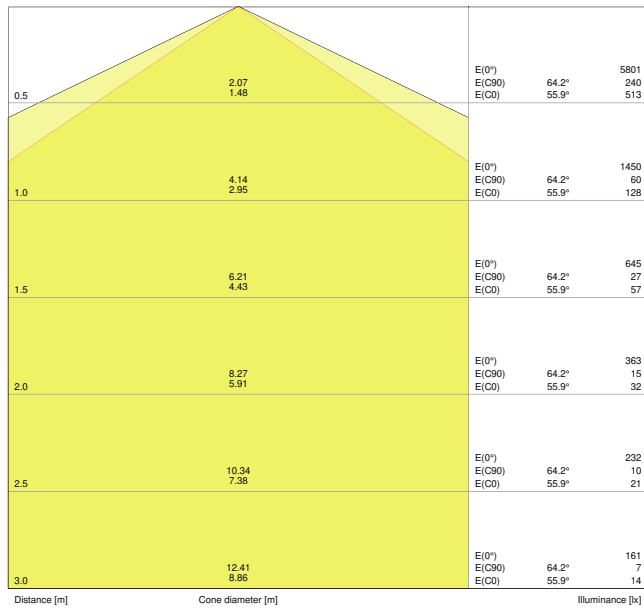 E(0°) 5801
2.07 E(C90) 64.2° 240
0.5 1.48 E(C0) 55.9° 513
E(0°) 1450
4.14 E(C90) 64.2° 60
1.0 2.95 E(C0) 55.9° 128
E(0°) 645
6.21 E(C90) 64.2° 27
1.5 4.43 E(C0) 55.9° 57
E(0°) 363
8.27 E(C90) 64.2° 15
2.0 5.91 E(C0) 55.9° 32
E(0°) 232
10.34 E(C90) 64.2° 10
2.5 7.38 E(C0) 55.9° 21
E(0°) 161
12.41 E(C90) 64.2° 7
3.0 8.86 E(C0) 55.9° 14
Distance [m] Cone diameter [m] Illuminance [lx]